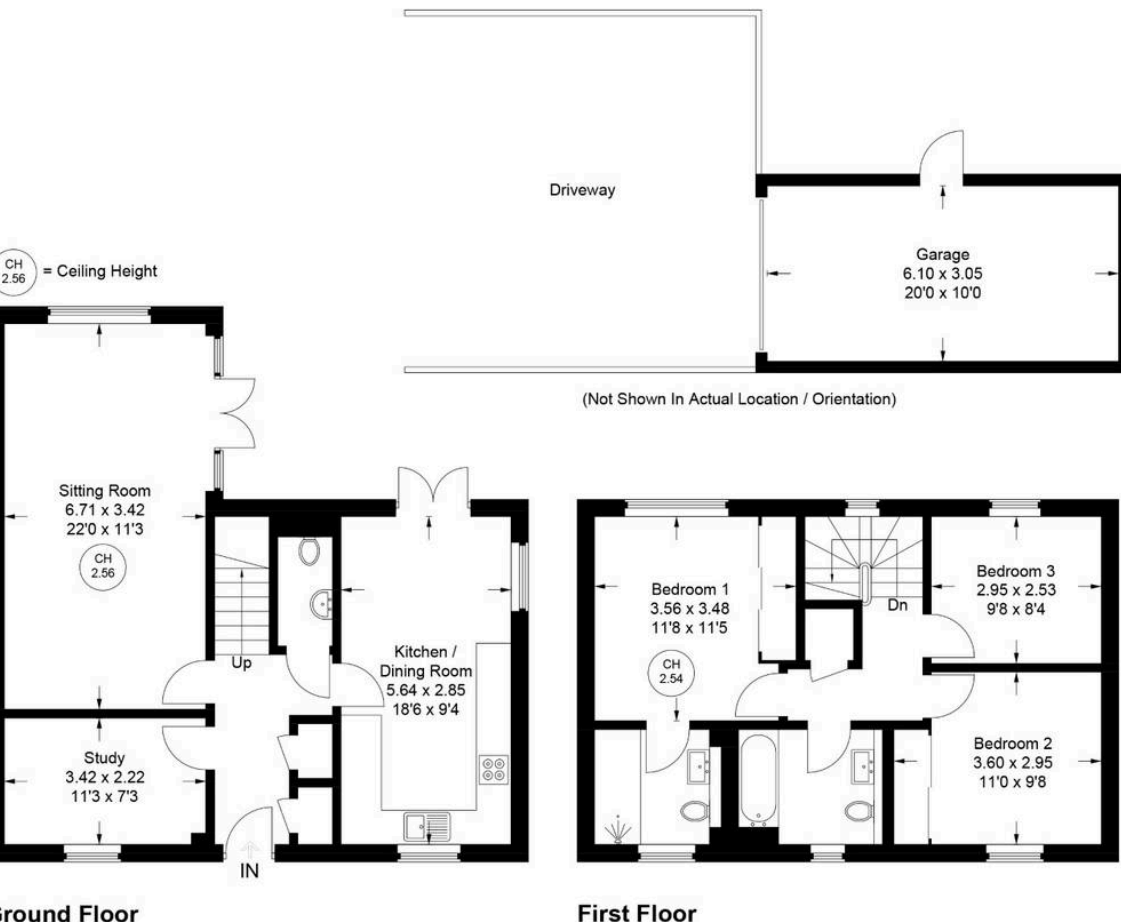 Driveway
Garage
6.10 x 3.05
20'0 x 10'0
CH
2.56
= Ceiling Height
(Not Shown In Actual Location / Orientation)
Sitting Room
6.71 x 3.42
22'0 x 11'3
CH
2.56
Up
Kitchen /
Dining Room
5.64 x 2.85
18'6 x 9'4
Study
3.42 x 2.22
11'3 x 7'3
IN
Ground Floor
Bedroom 1
3.56 x 3.48
11'8 x 11'5
CH
2.54
Dn
Bedroom 3
2.95 x 2.53
9'8 x 8'4
Bedroom 2
3.60 x 2.95
11'0 x 9'8
First Floor